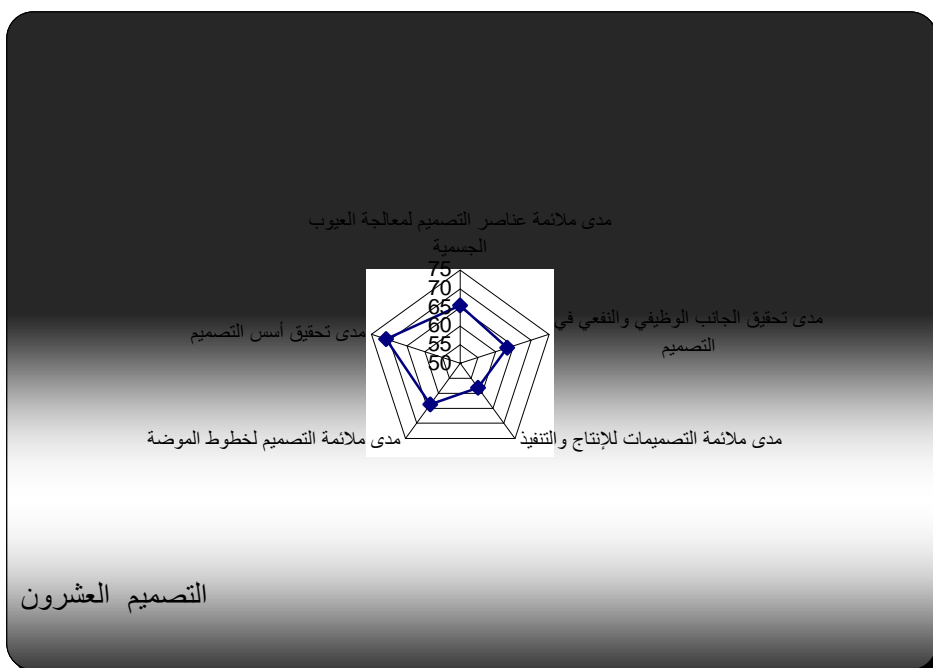 مدى ملائمة عناصر التصميم لمعالجة العيوب
الجسمية
75
70
65
60
55
50
مدى تحقيق الجانب الوظيفي والنفعي في
التصميم
مدى تحقيق أسس التصميم
مدى ملائمة التصميمات للإنتاج والتنفيذ
مدى ملائمة التصميم لخطوط الموضة
التصميم العشرون